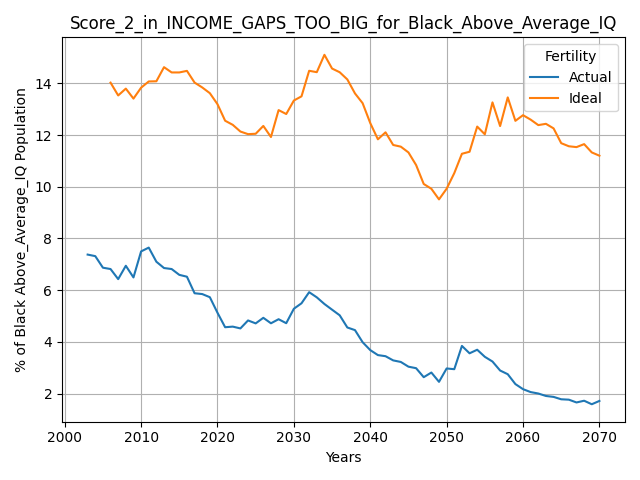 Score_2_in_INCOME_GAPS_TOO_BIG_for_Black_Above_Average_IQ
Fertility
Actual
Ideal
% of Black Above_Average_IQ Population
14
12
10
8
6
4
2
2000 2010 2020 2030 2040 2050 2060 2070
Years